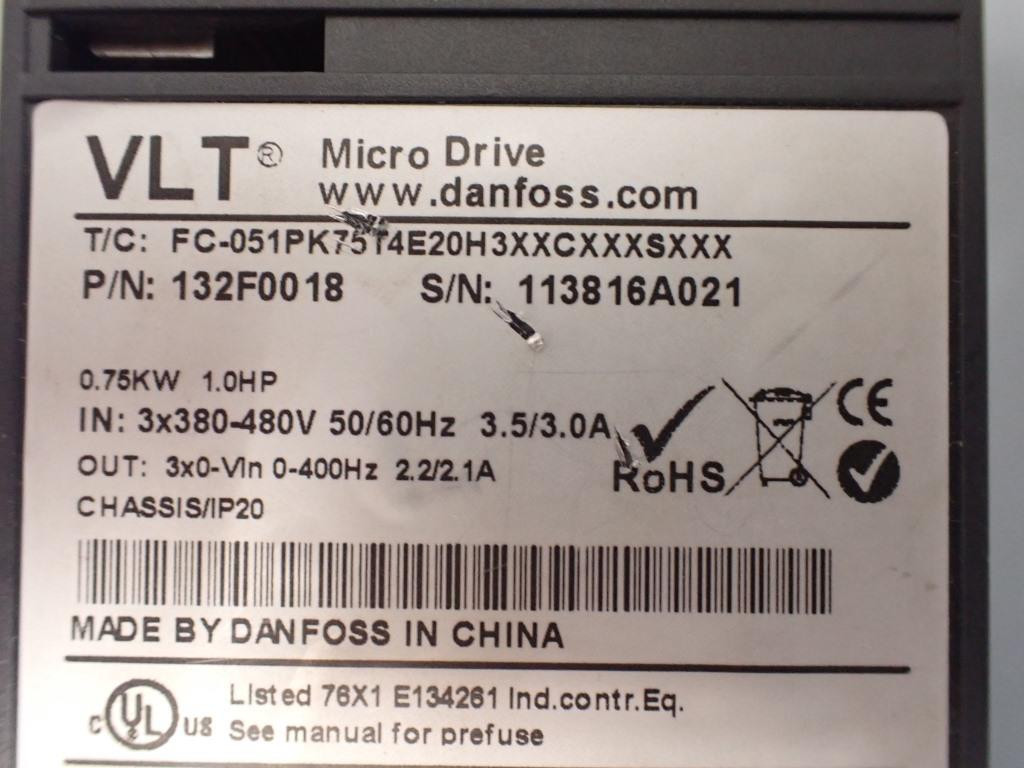 VLT® Micro Drive
www.danfoss.com
T/C: FC-051PK75T4E20H3XXCXXXSXXX
P/N: 132F0018 S/N: 113816A021
0.75KW 1.0HP
IN: 3x380-480V 50/60Hz 3.5/3.0A
OUT: 3x0-Vin 0-400Hz 2.2/2.1A
CHASSIS/IP20
RoHS
CE
MADE BY DANFOSS IN CHINA
c UL US Listed 76X1 E134261 Ind.contr.Eq.
See manual for prefuse